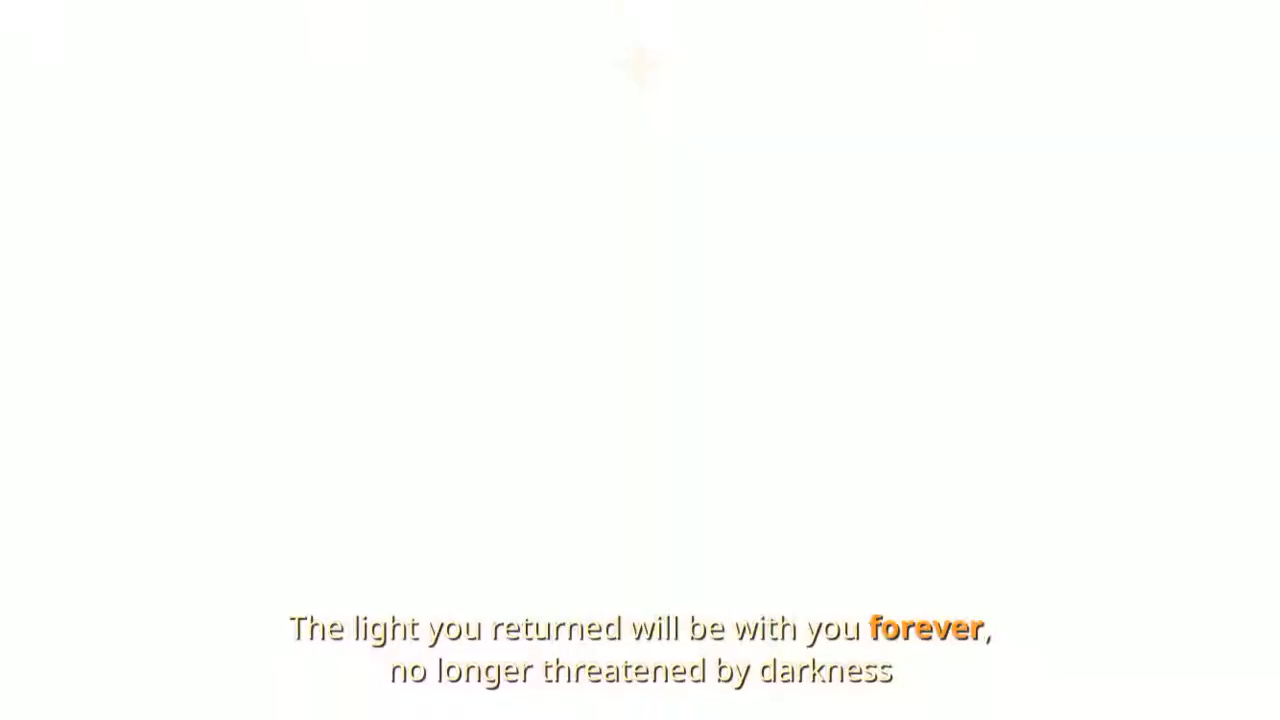 The light you returned will be with you forever,
no longer threatened by darkness